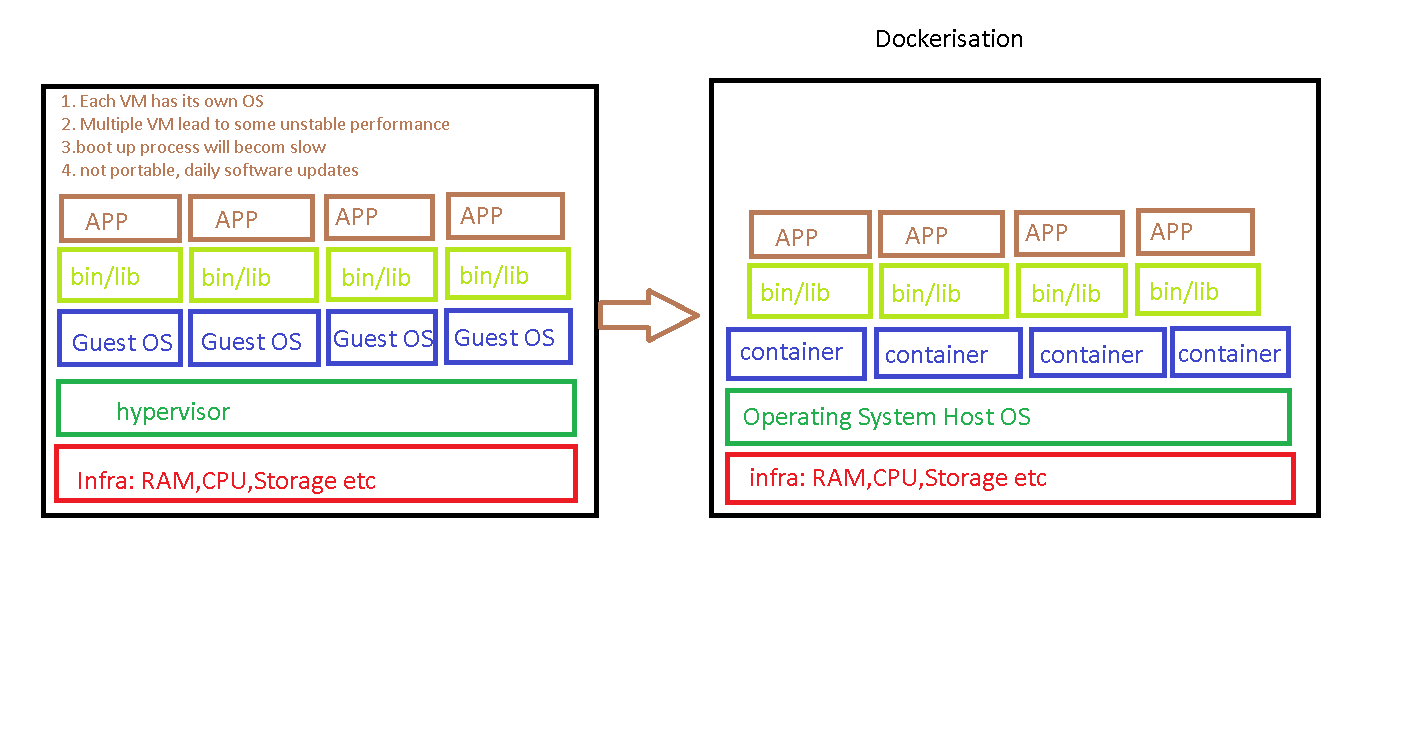 Dockerisation
1. Each VM has its own OS
2. Multiple VM lead to some unstable performance
3.boot up process will becom slow
4. not portable, daily software updates
APP APP APP APP
bin/lib bin/lib bin/lib bin/lib
Guest OS Guest OS Guest OS Guest OS
hypervisor
Infra: RAM,CPU,Storage etc
APP APP APP APP
bin/lib bin/lib bin/lib bin/lib
container container container container
Operating System Host OS
infra: RAM,CPU,Storage etc